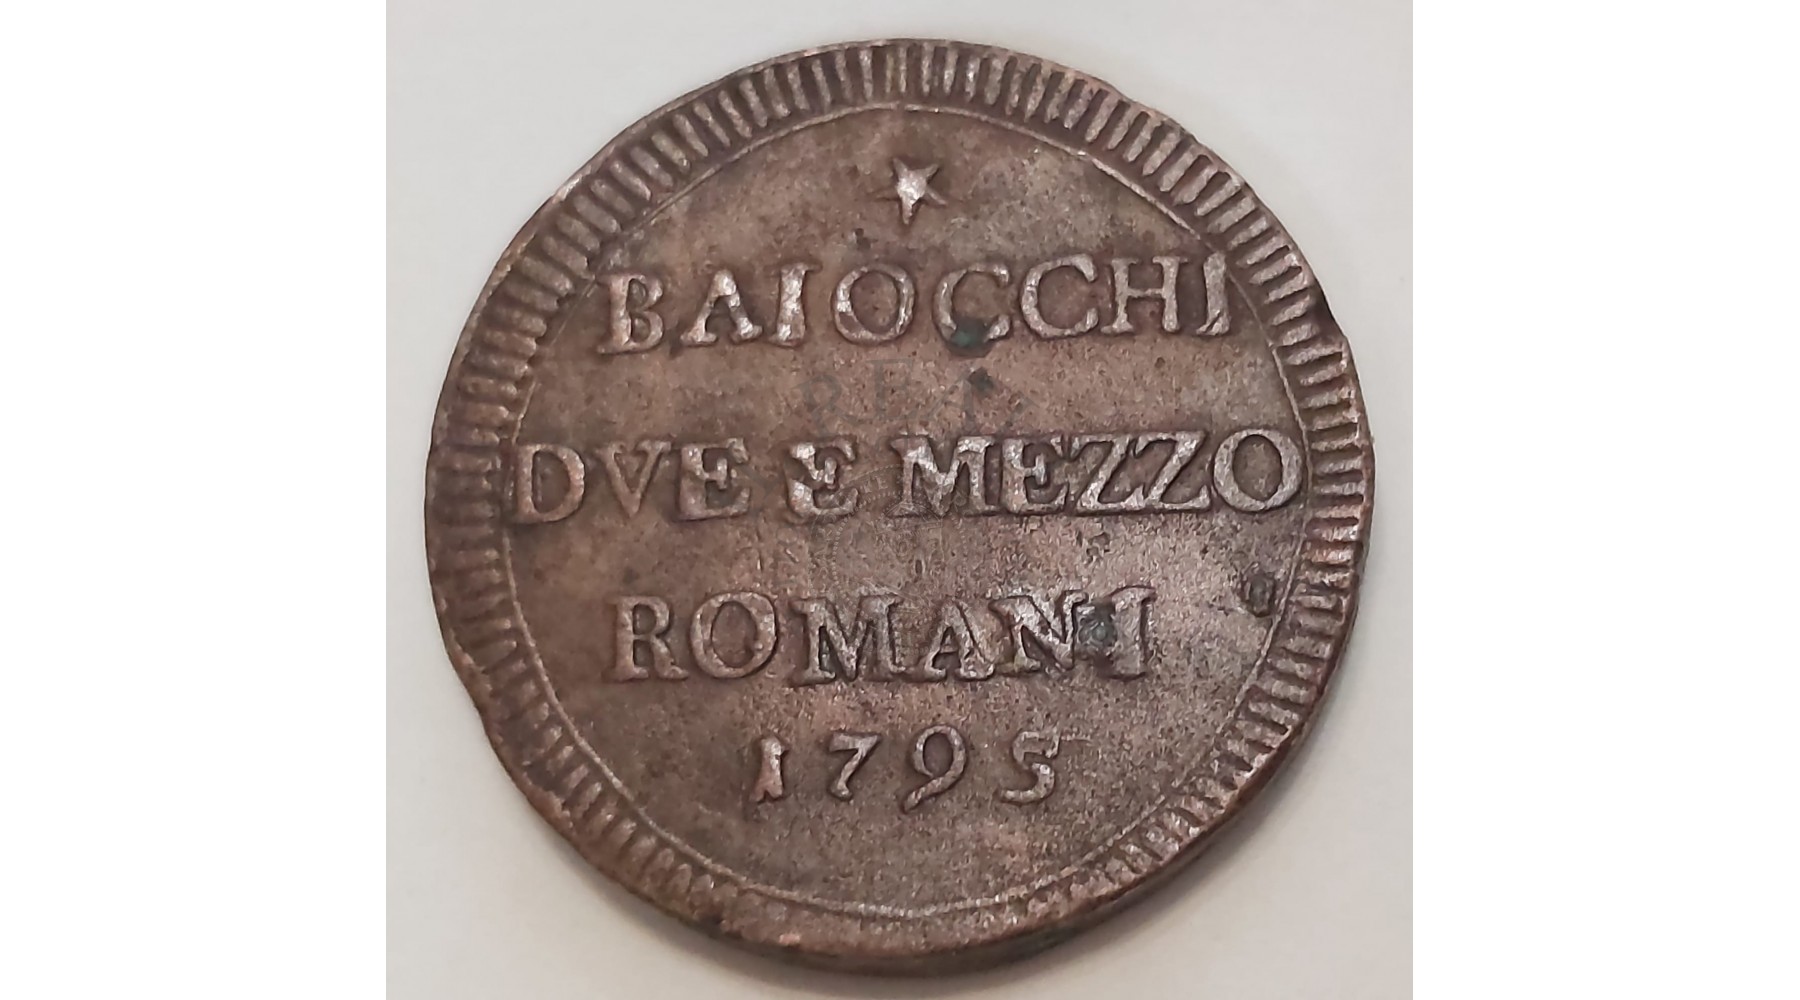 BAIOCCHI
DVE E MEZZO
ROMANI
1795